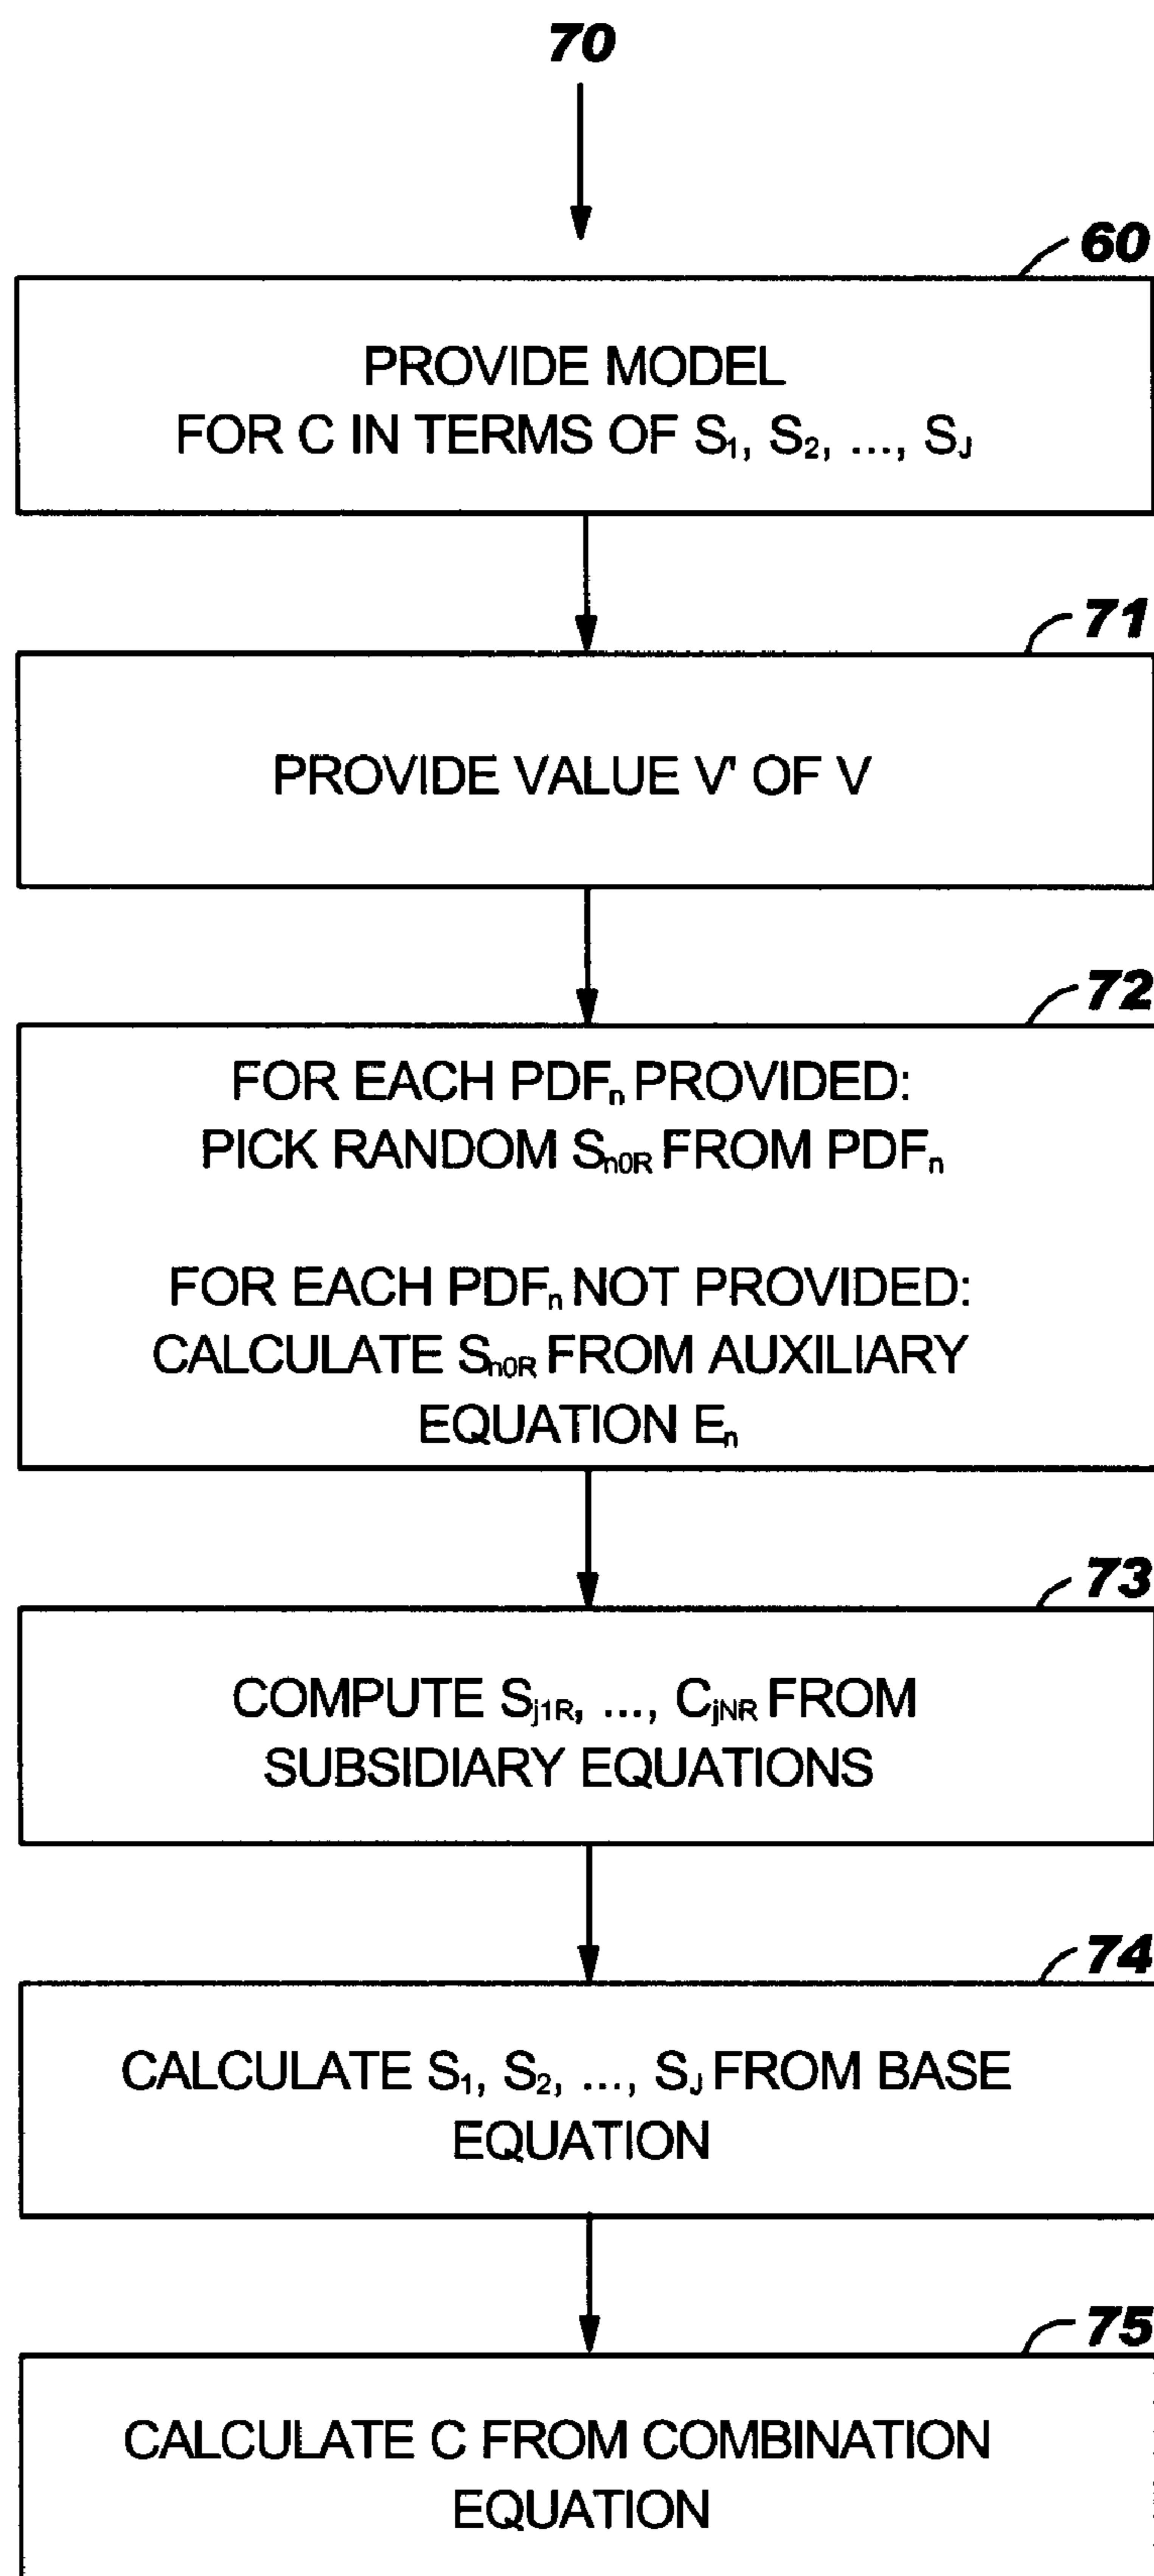 70
60
PROVIDE MODEL
FOR C IN TERMS OF S₁, S₂, ..., S_J
71
PROVIDE VALUE V' OF V
72
FOR EACH PDFₙ PROVIDED:
PICK RANDOM Sₙ₀R FROM PDFₙ
FOR EACH PDFₙ NOT PROVIDED:
CALCULATE Sₙ₀R FROM AUXILIARY
EQUATION Eₙ
73
COMPUTE Sj1R, ..., CjNR FROM
SUBSIDIARY EQUATIONS
74
CALCULATE S₁, S₂, ..., S_J FROM BASE
EQUATION
75
CALCULATE C FROM COMBINATION
EQUATION